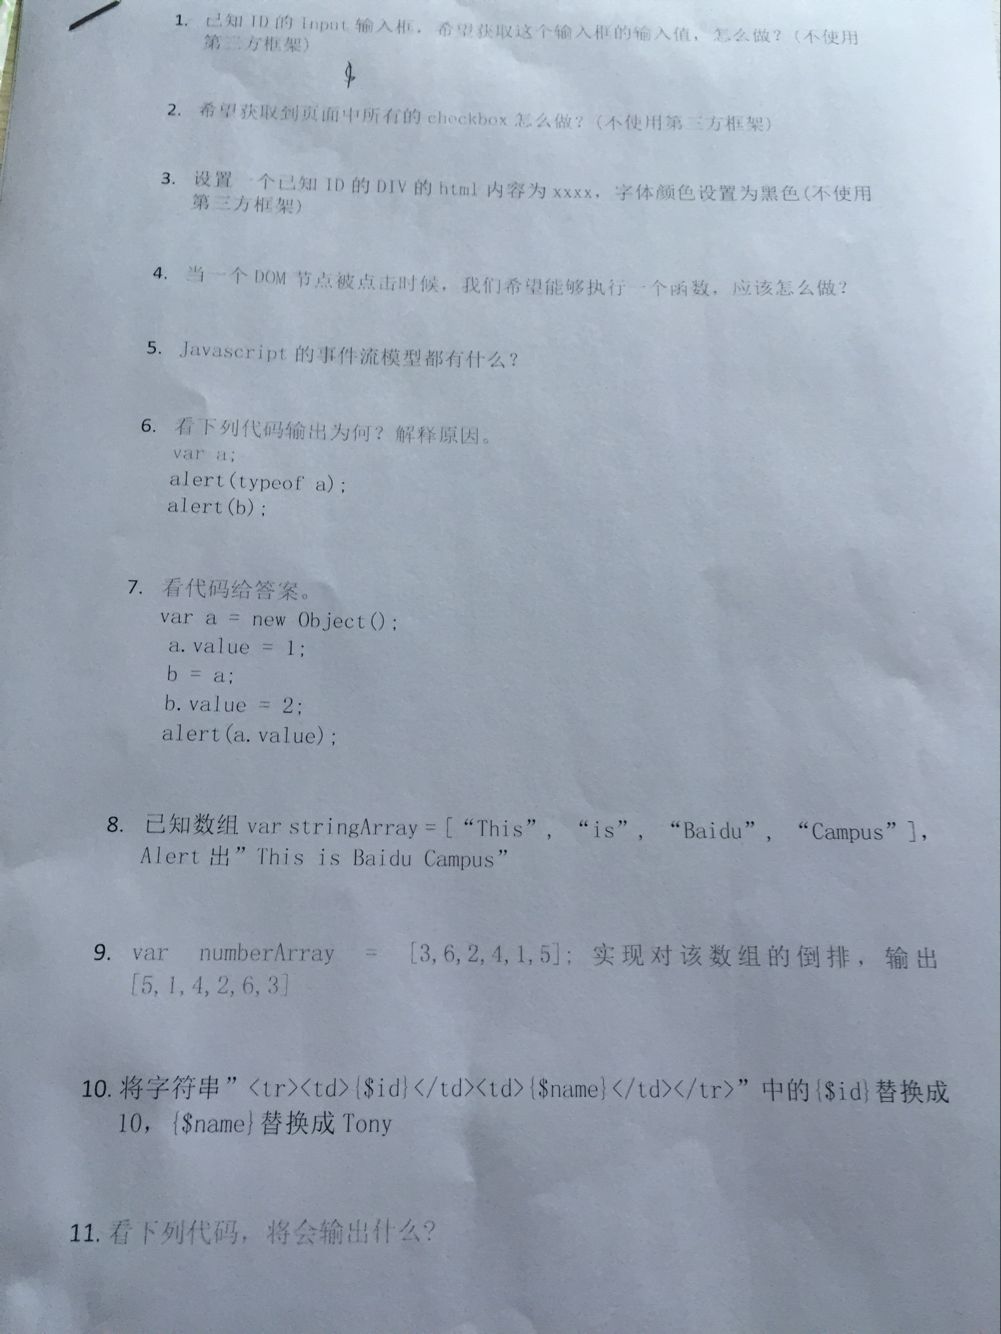 1. 已知 ID 的 Input 输入框，希望获取这个输入框的输入值，怎么做？(不使用
第三方框架)
2. 希望获取到页面中所有的 checkbox 怎么做？(不使用第三方框架)
3. 设置一个已知 ID 的 DIV 的 html 内容为 xxxx，字体颜色设置为黑色(不使用
第三方框架)
4. 当一个 DOM 节点被点击时候，我们希望能够执行一个函数，应该怎么做？
5. Javascript 的事件流模型都有什么？
6. 看下列代码输出为何？解释原因。
var a;
alert(typeof a);
alert(b);
7. 看代码给答案。
var a = new Object();
a.value = 1;
b = a;
b.value = 2;
alert(a.value);
8. 已知数组 var stringArray = [ “This”, “is”, “Baidu”, “Campus” ]，
Alert 出” This is Baidu Campus”
9. var numberArray = [3,6,2,4,1,5]; 实现对该数组的倒排，输出
[5,1,4,2,6,3]
10. 将字符串” <tr><td>{$id}</td><td>{$name}</td></tr>” 中的{$id}替换成
10，{$name}替换成 Tony
11. 看下列代码，将会输出什么？